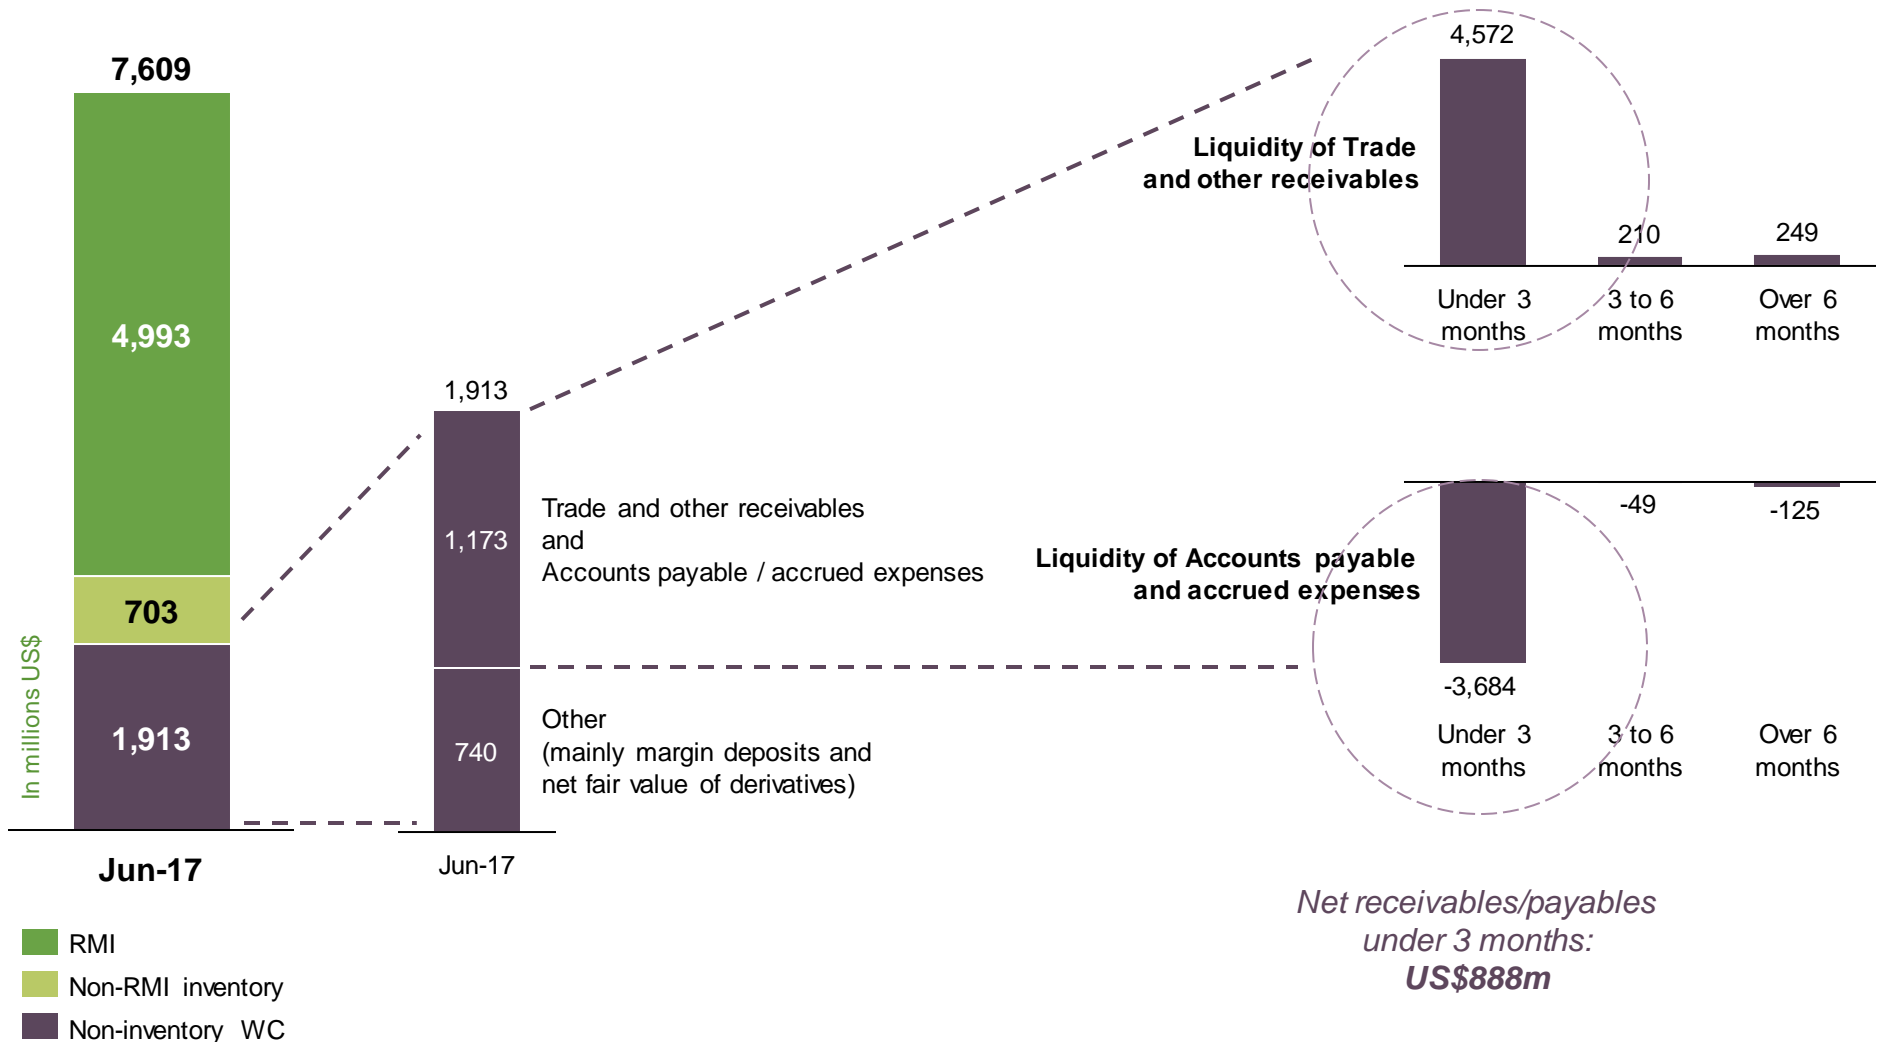 7,609
4,993
703
1,913
In millions US$
Jun-17
RMI
Non-RMI inventory
Non-inventory WC
1,913
1,173
740
Jun-17
Trade and other receivables
and
Accounts payable / accrued expenses
Other
(mainly margin deposits and
net fair value of derivatives)
Liquidity of Trade
and other receivables
4,572
210
249
Under 3
months
3 to 6
months
Over 6
months
Liquidity of Accounts payable
and accrued expenses
-3,684
-49
-125
Under 3
months
3 to 6
months
Over 6
months
Net receivables/payables
under 3 months:
US$888m